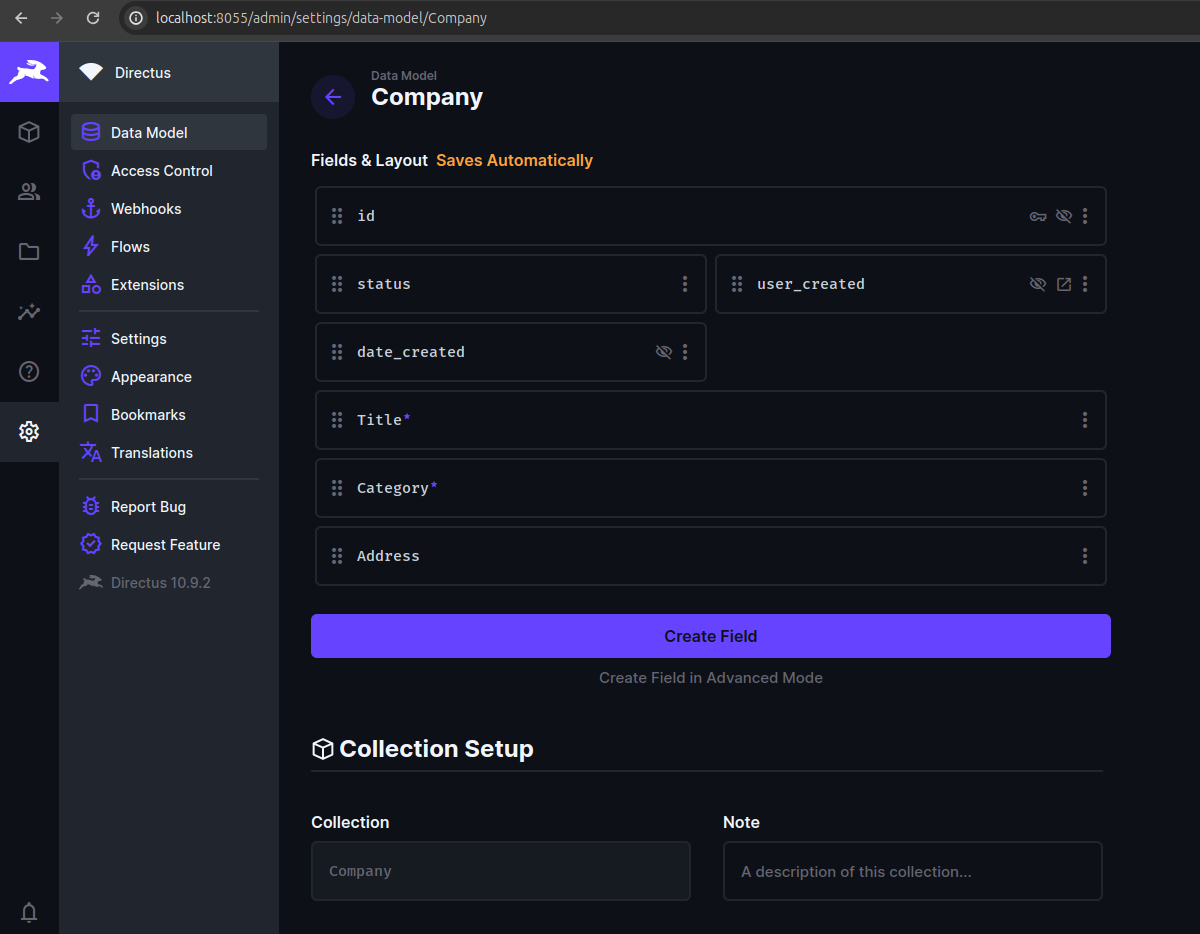 localhost:8055/admin/settings/data-model/Company
Directus
Data Model
Access Control
Webhooks
Flows
Extensions
Settings
Appearance
Bookmarks
Translations
Report Bug
Request Feature
Directus 10.9.2
Data Model
Company
Fields & Layout Saves Automatically
id
status user_created
date_created
Title*
Category*
Address
Create Field
Create Field in Advanced Mode
Collection Setup
Collection Note
Company A description of this collection...